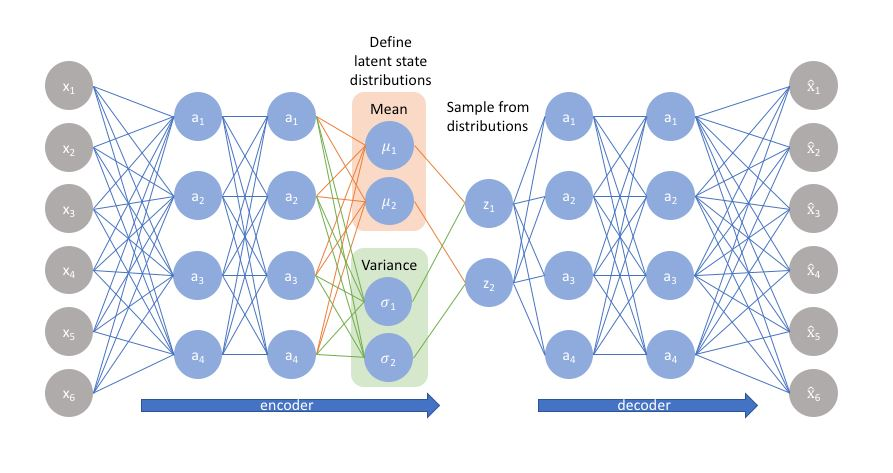 Define
latent state
distributions
Mean
Sample from
distributions
Variance
x₁
x₂
x₃
x₄
x₅
x₆
a₁
a₂
a₃
a₄
a₁
a₂
a₃
a₄
μ₁
μ₂
σ₁
σ₂
z₁
z₂
a₁
a₂
a₃
a₄
a₁
a₂
a₃
a₄
x̂₁
x̂₂
x̂₃
x̂₄
x̂₅
x̂₆
encoder
decoder